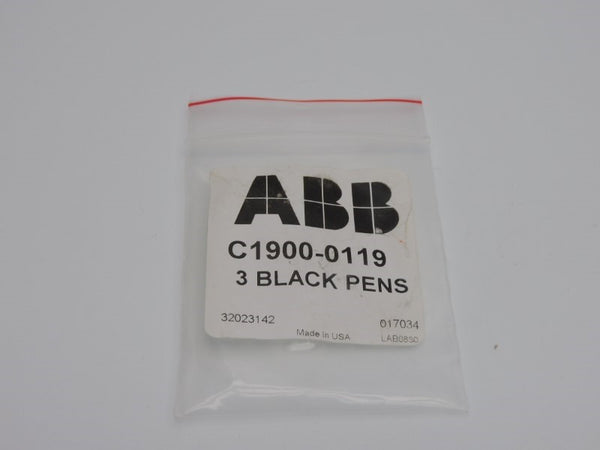 ABB
C1900-0119
3 BLACK PENS
32023142
017034
Made in USA
LAB0850